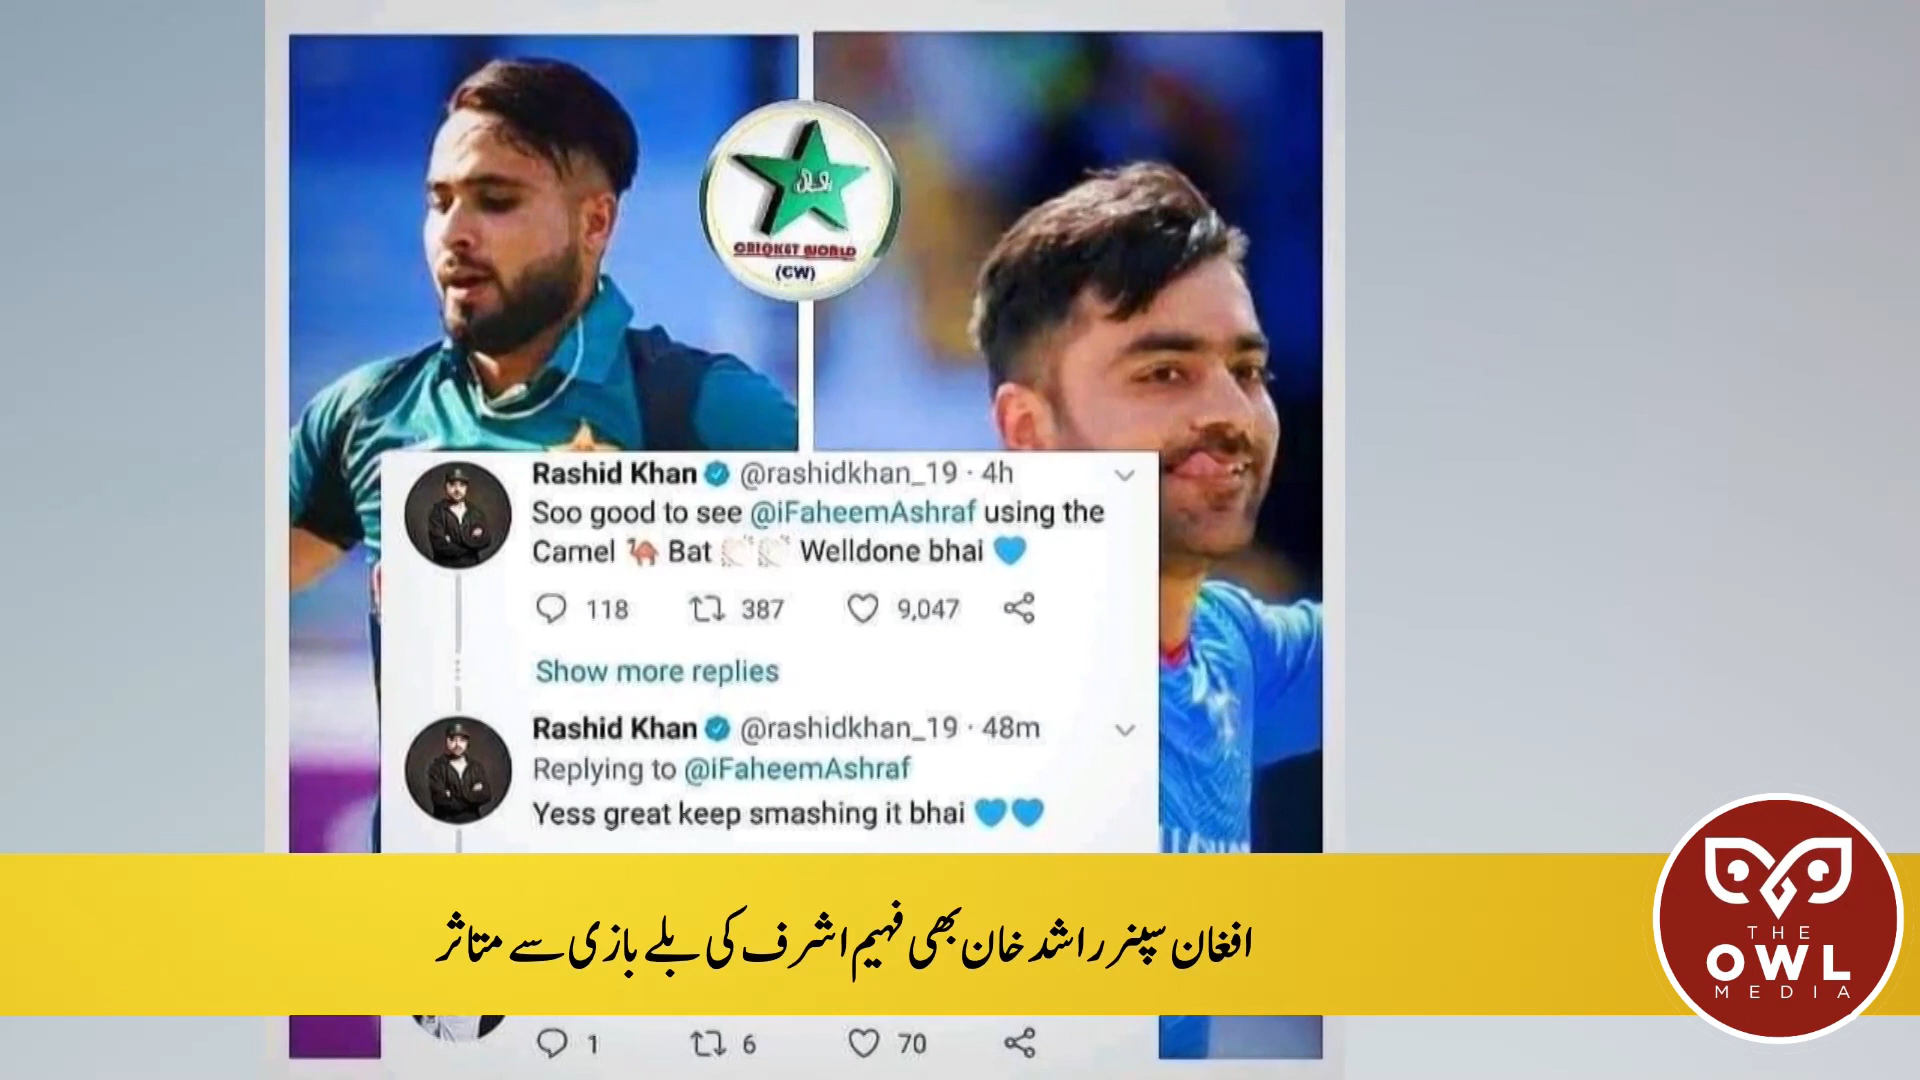 CRICKET WORLD
(CW)
Rashid Khan @rashidkhan_19 · 4h
Soo good to see @iFaheemAshraf using the
Camel 🐪 Bat 👏🏻👏🏻 Welldone bhai 💙
118 387 9,047
Show more replies
Rashid Khan @rashidkhan_19 · 48m
Replying to @iFaheemAshraf
Yess great keep smashing it bhai 💙💙
افغان سپنر راشد خان بھی فہیم اشرف کی بلے بازی سے متاثر
THE
OWL
MEDIA
1 6 70